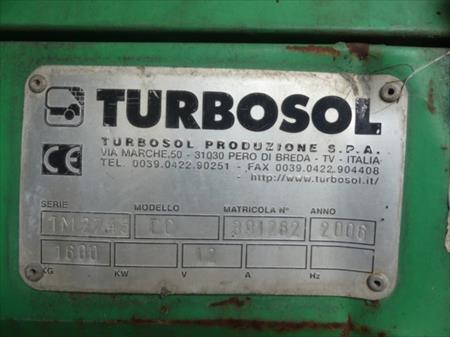 TURBOSOL
TURBOSOL PRODUZIONE S.P.A.
VIA MARCHE.50 - 31030 PERO DI BREDA - TV - ITALIA
TEL. 0039.0422.90251 - FAX 0039.0422.904408
- http://www.turbosol.it/
CE
SERIE MODELLO MATRICOLA N° ANNO
2006
1600 12
KG KW V A Hz